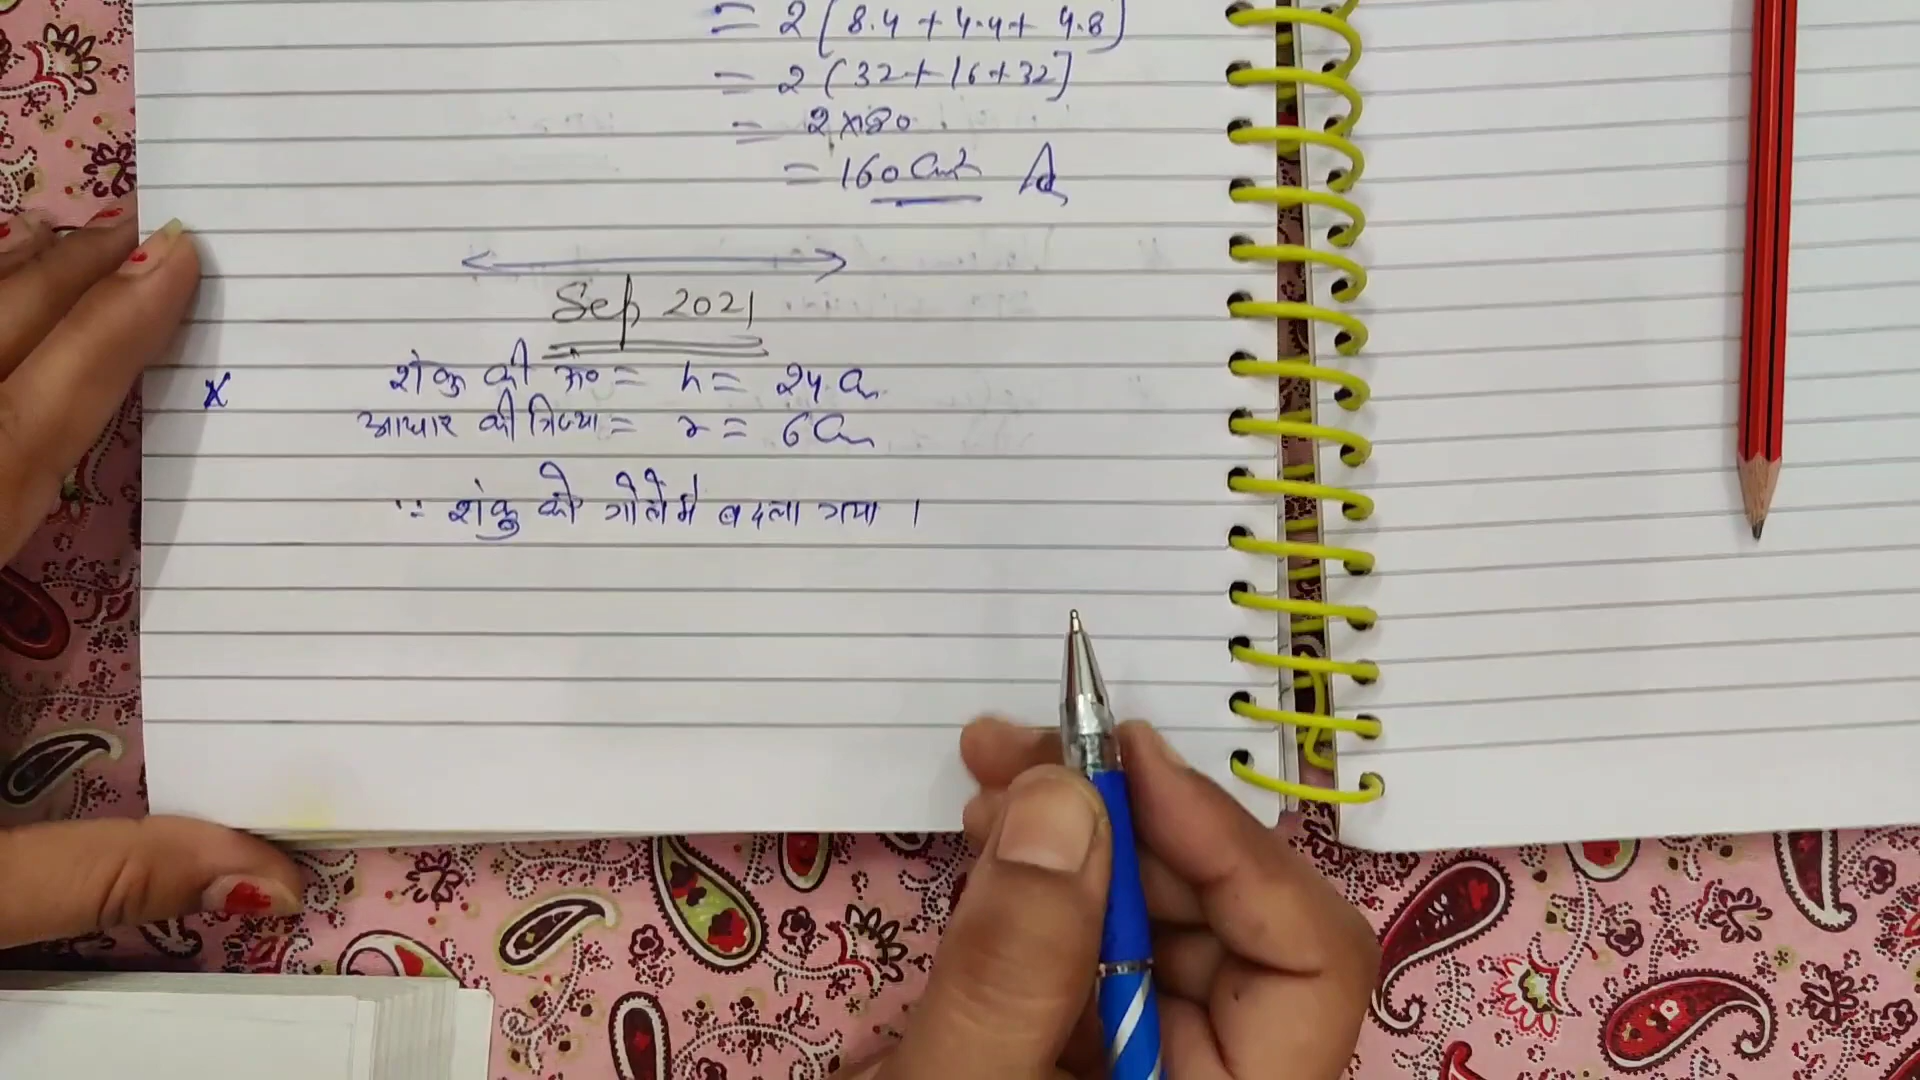 = 2 [ 8.4 + 4.4 + 4.8 ]
= 2 ( 32 + 16 + 32 ]
= 2 × 80
= 160 cm² A
Sep 2021
x शंकु की ऊँ० = h = 24 cm
आधार की त्रिज्या = r = 6 cm
∵ शंकु को गोले में बदला गया ।